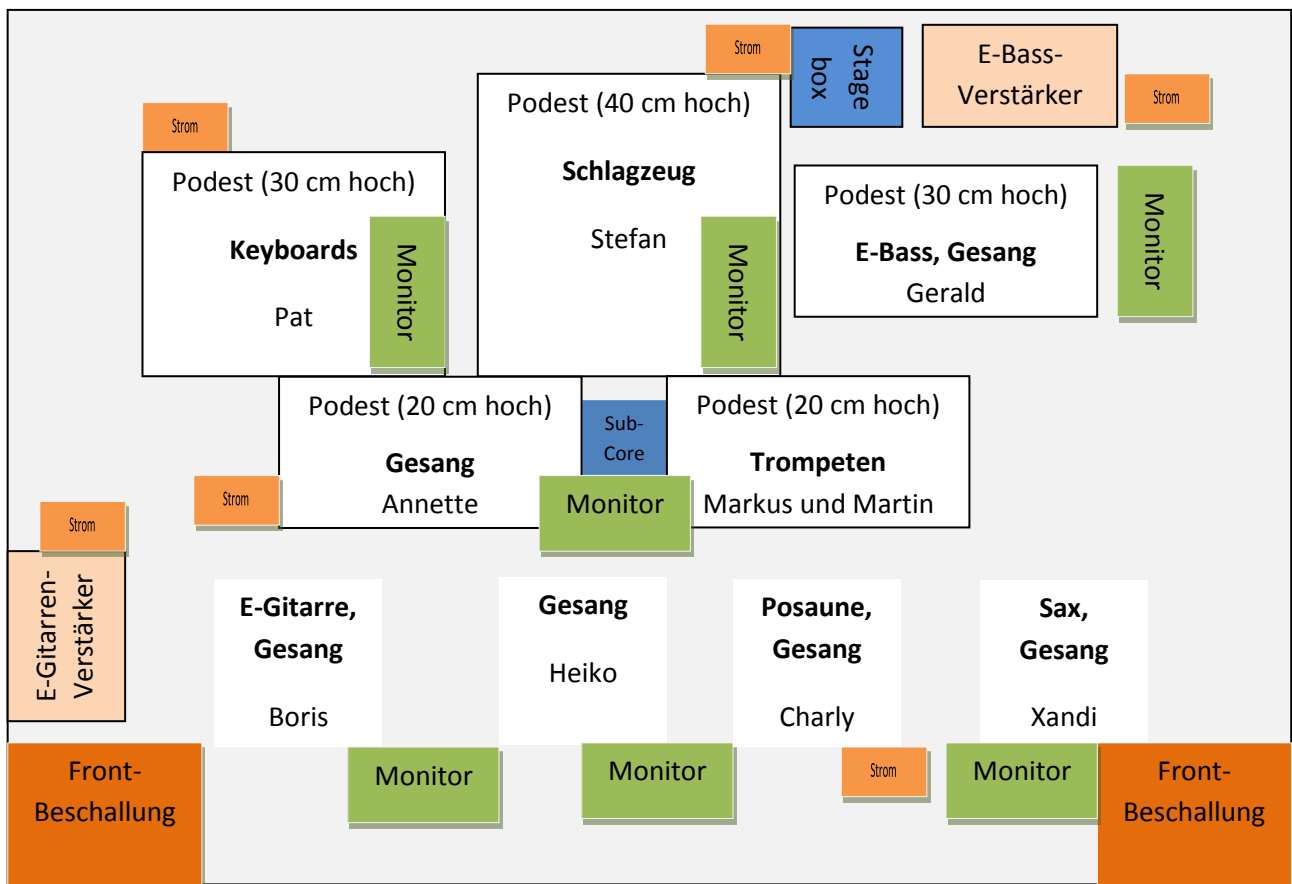 Strom
Stage
box
E-Bass-
Verstärker
Strom
Strom
Podest (40 cm hoch)
Schlagzeug
Stefan
Monitor
Podest (30 cm hoch)
Keyboards
Pat
Monitor
Podest (30 cm hoch)
E-Bass, Gesang
Gerald
Monitor
Podest (20 cm hoch)
Gesang
Annette
Sub-
Core
Podest (20 cm hoch)
Trompeten
Markus und Martin
Strom
Monitor
Strom
E-Gitarren-
Verstärker
E-Gitarre,
Gesang
Boris
Gesang
Heiko
Posaune,
Gesang
Charly
Sax,
Gesang
Xandi
Front-
Beschallung
Monitor
Monitor
Strom
Monitor
Front-
Beschallung